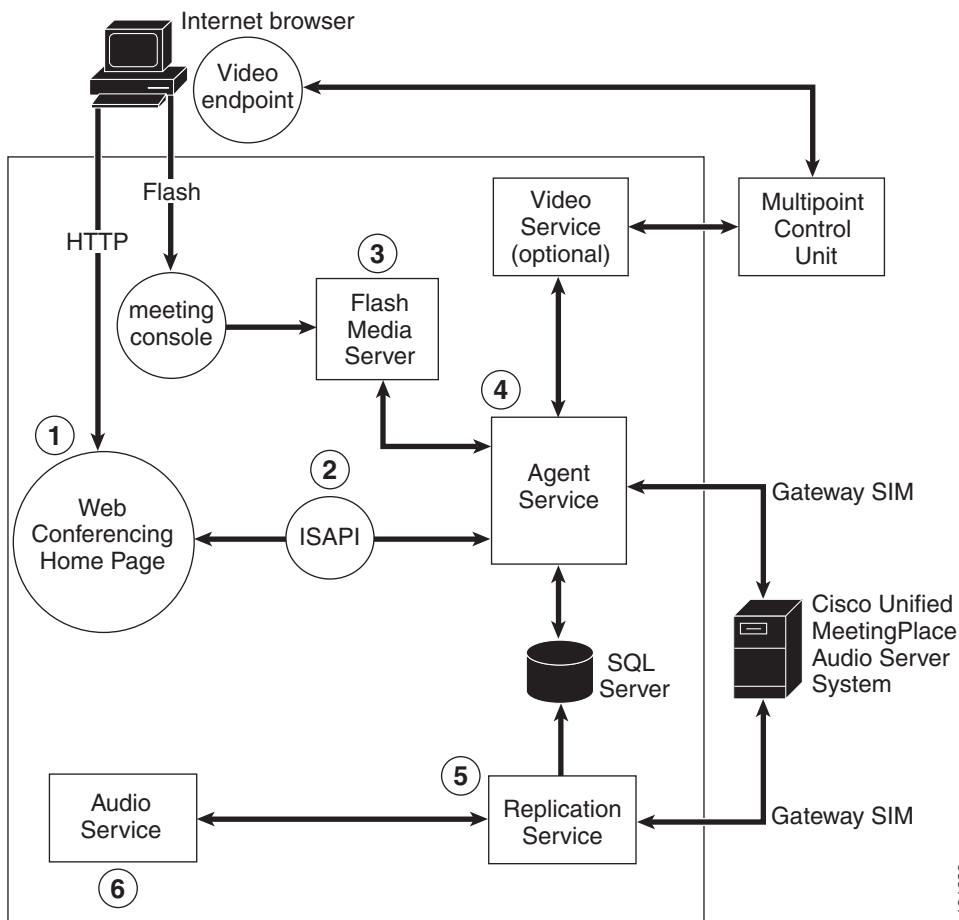 Internet browser
Video
endpoint
Flash
HTTP
Video
Service
(optional)
Multipoint
Control
Unit
3
meeting
console
Flash
Media
Server
4
1
2
Agent
Service
Gateway SIM
Web
Conferencing
Home Page
ISAPI
Cisco Unified
MeetingPlace
Audio Server
System
SQL
Server
5
Audio
Service
Replication
Service
Gateway SIM
6